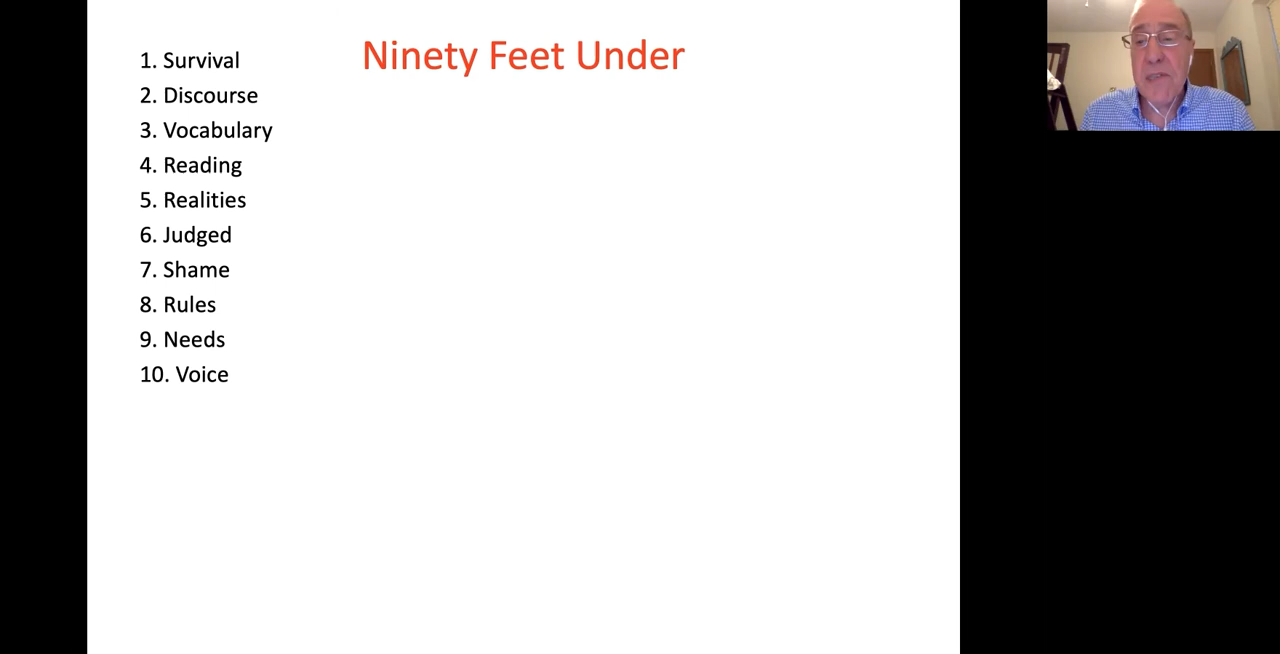 Ninety Feet Under
1. Survival
2. Discourse
3. Vocabulary
4. Reading
5. Realities
6. Judged
7. Shame
8. Rules
9. Needs
10. Voice